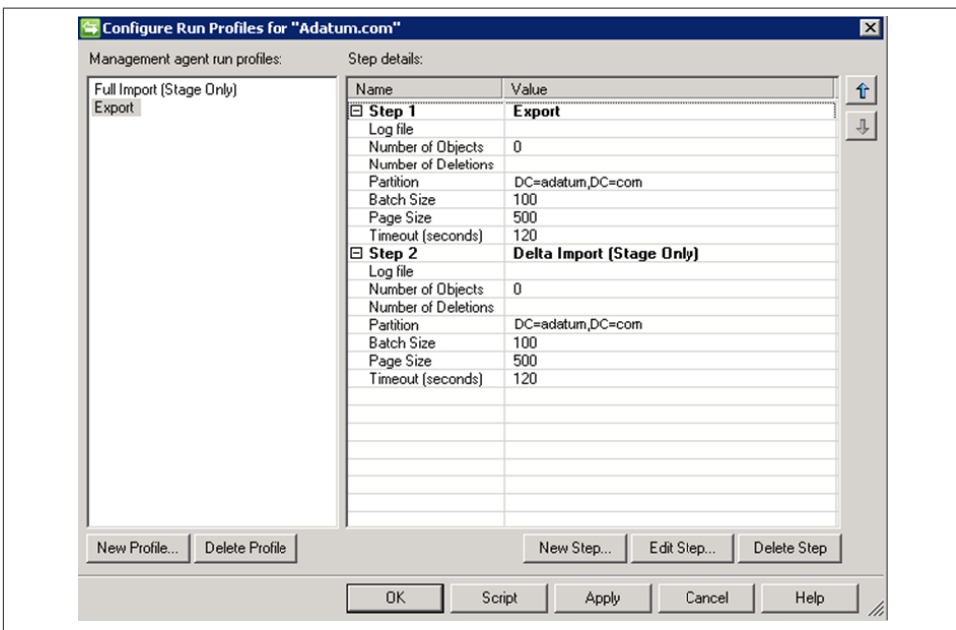 Configure Run Profiles for "Adatum.com"
Management agent run profiles:
Step details:
Full Import (Stage Only)
Export
Name Value
Step 1 Export
Log file
Number of Objects 0
Number of Deletions
Partition DC=adatum,DC=com
Batch Size 100
Page Size 500
Timeout (seconds) 120
Step 2 Delta Import (Stage Only)
Log file
Number of Objects 0
Number of Deletions
Partition DC=adatum,DC=com
Batch Size 100
Page Size 500
Timeout (seconds) 120
New Profile... Delete Profile New Step... Edit Step... Delete Step
OK Script Apply Cancel Help